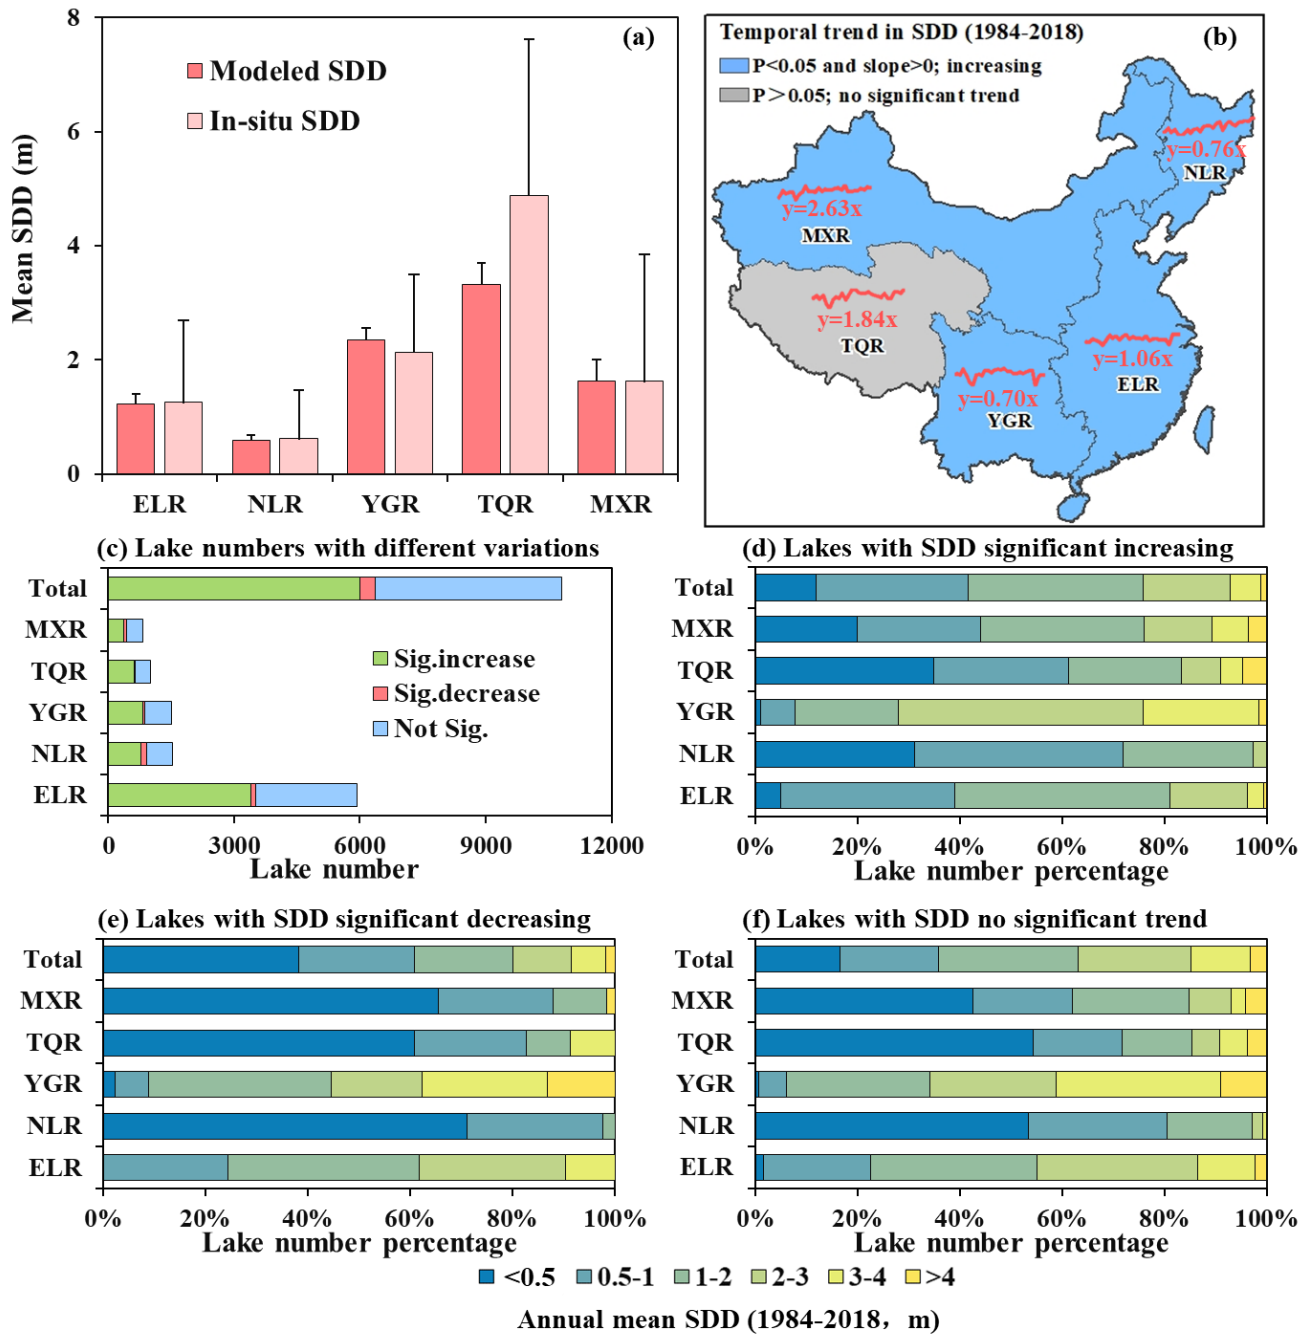 (a)
Modeled SDD
In-situ SDD
Mean SDD (m)
8
6
4
2
0
ELR
NLR
YGR
TQR
MXR
Temporal trend in SDD (1984-2018)
(b)
P<0.05 and slope>0; increasing
P>0.05; no significant trend
y=0.76x
NLR
y=2.63x
MXR
y=1.84x
TQR
y=1.06x
ELR
y=0.70x
YGR
(c) Lake numbers with different variations
Total
MXR
TQR
YGR
NLR
ELR
Sig.increase
Sig.decrease
Not Sig.
0
3000
6000
9000
12000
Lake number
(d) Lakes with SDD significant increasing
Total
MXR
TQR
YGR
NLR
ELR
0%
20%
40%
60%
80%
100%
Lake number percentage
(e) Lakes with SDD significant decreasing
Total
MXR
TQR
YGR
NLR
ELR
0%
20%
40%
60%
80%
100%
Lake number percentage
(f) Lakes with SDD no significant trend
Total
MXR
TQR
YGR
NLR
ELR
0%
20%
40%
60%
80%
100%
Lake number percentage
<0.5
0.5-1
1-2
2-3
3-4
>4
Annual mean SDD (1984-2018, m)